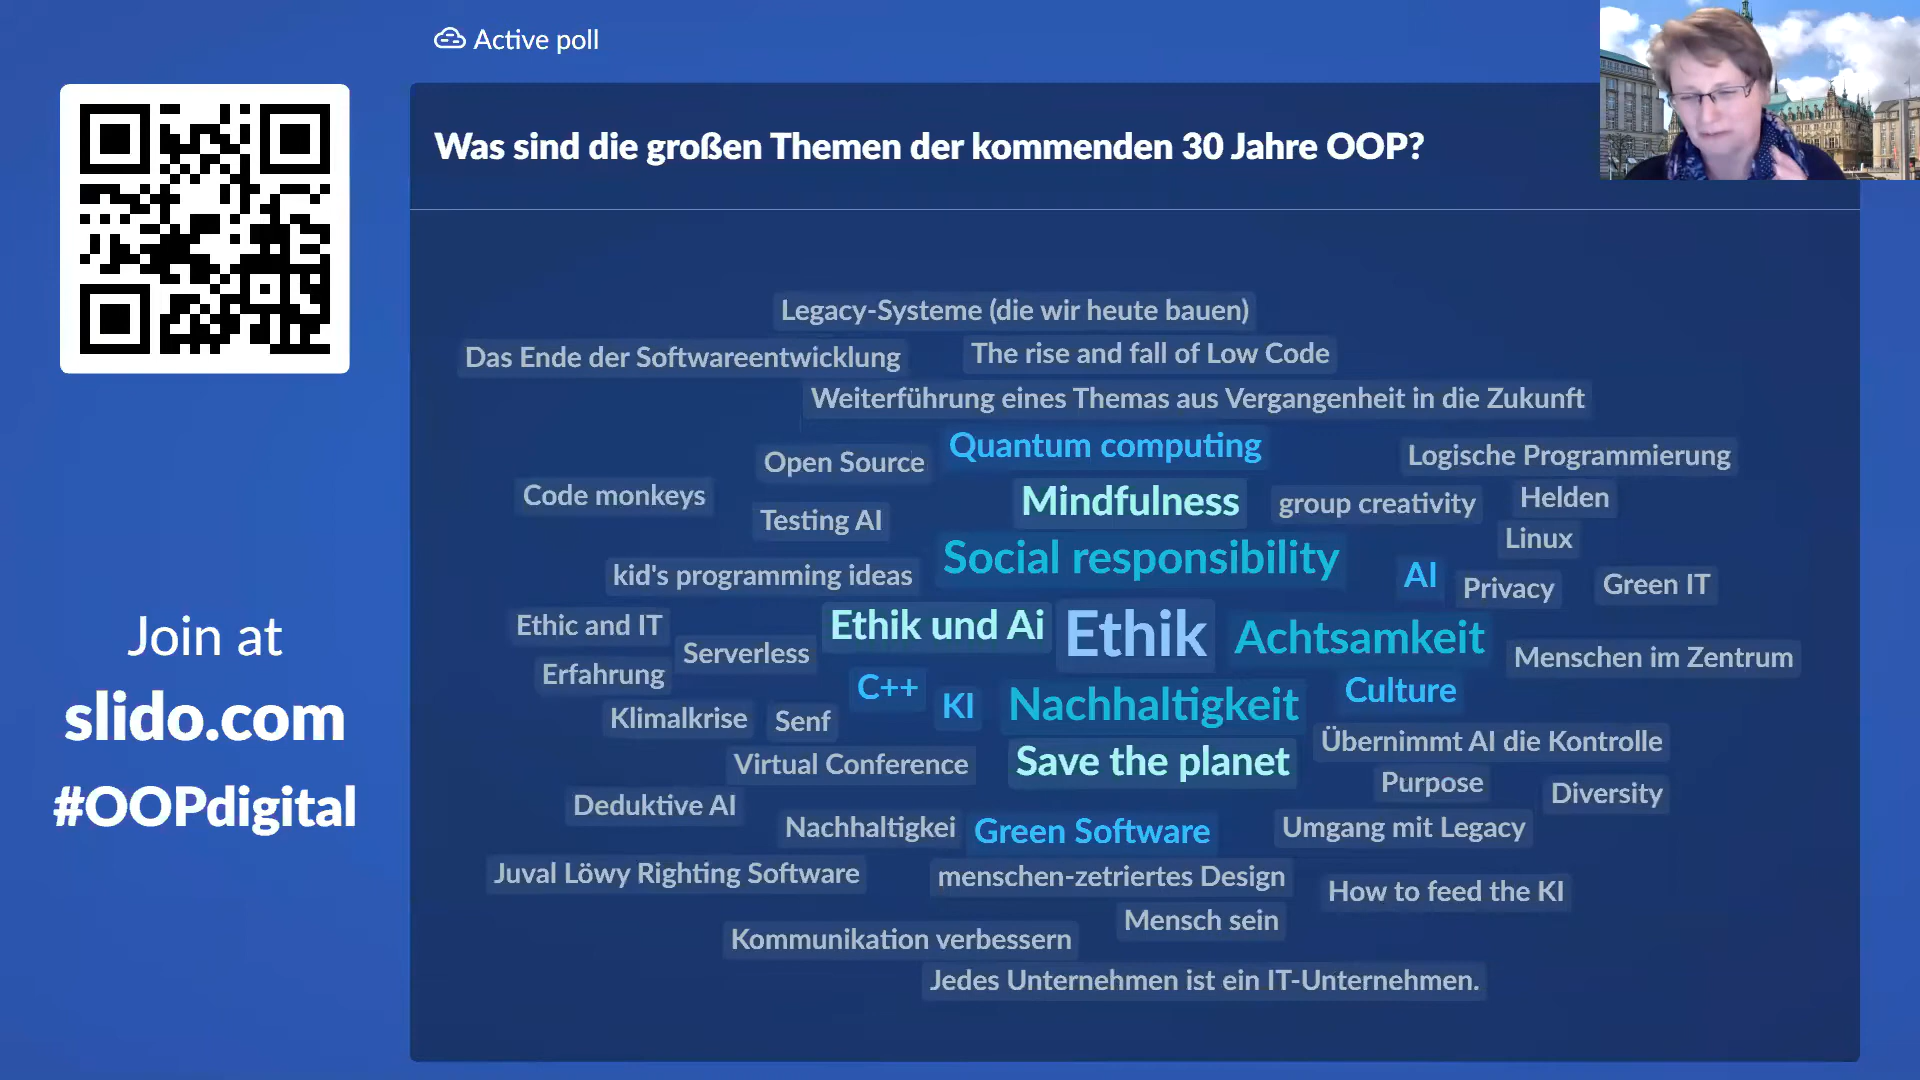 Active poll
Was sind die großen Themen der kommenden 30 Jahre OOP?
Join at
slido.com
#OOPdigital
Legacy-Systeme (die wir heute bauen)
Das Ende der Softwareentwicklung
The rise and fall of Low Code
Weiterführung eines Themas aus Vergangenheit in die Zukunft
Open Source
Quantum computing
Logische Programmierung
Code monkeys
Mindfulness
group creativity
Helden
Testing AI
Linux
kid's programming ideas
Social responsibility
AI
Privacy
Green IT
Ethic and IT
Serverless
Ethik und Ai
Ethik
Achtsamkeit
Menschen im Zentrum
Erfahrung
C++
KI
Nachhaltigkeit
Culture
Klimalkrise
Senf
Übernimmt AI die Kontrolle
Virtual Conference
Save the planet
Purpose
Diversity
Deduktive AI
Nachhaltigkei
Green Software
Umgang mit Legacy
Juval Löwy Righting Software
menschen-zetriertes Design
How to feed the KI
Mensch sein
Kommunikation verbessern
Jedes Unternehmen ist ein IT-Unternehmen.